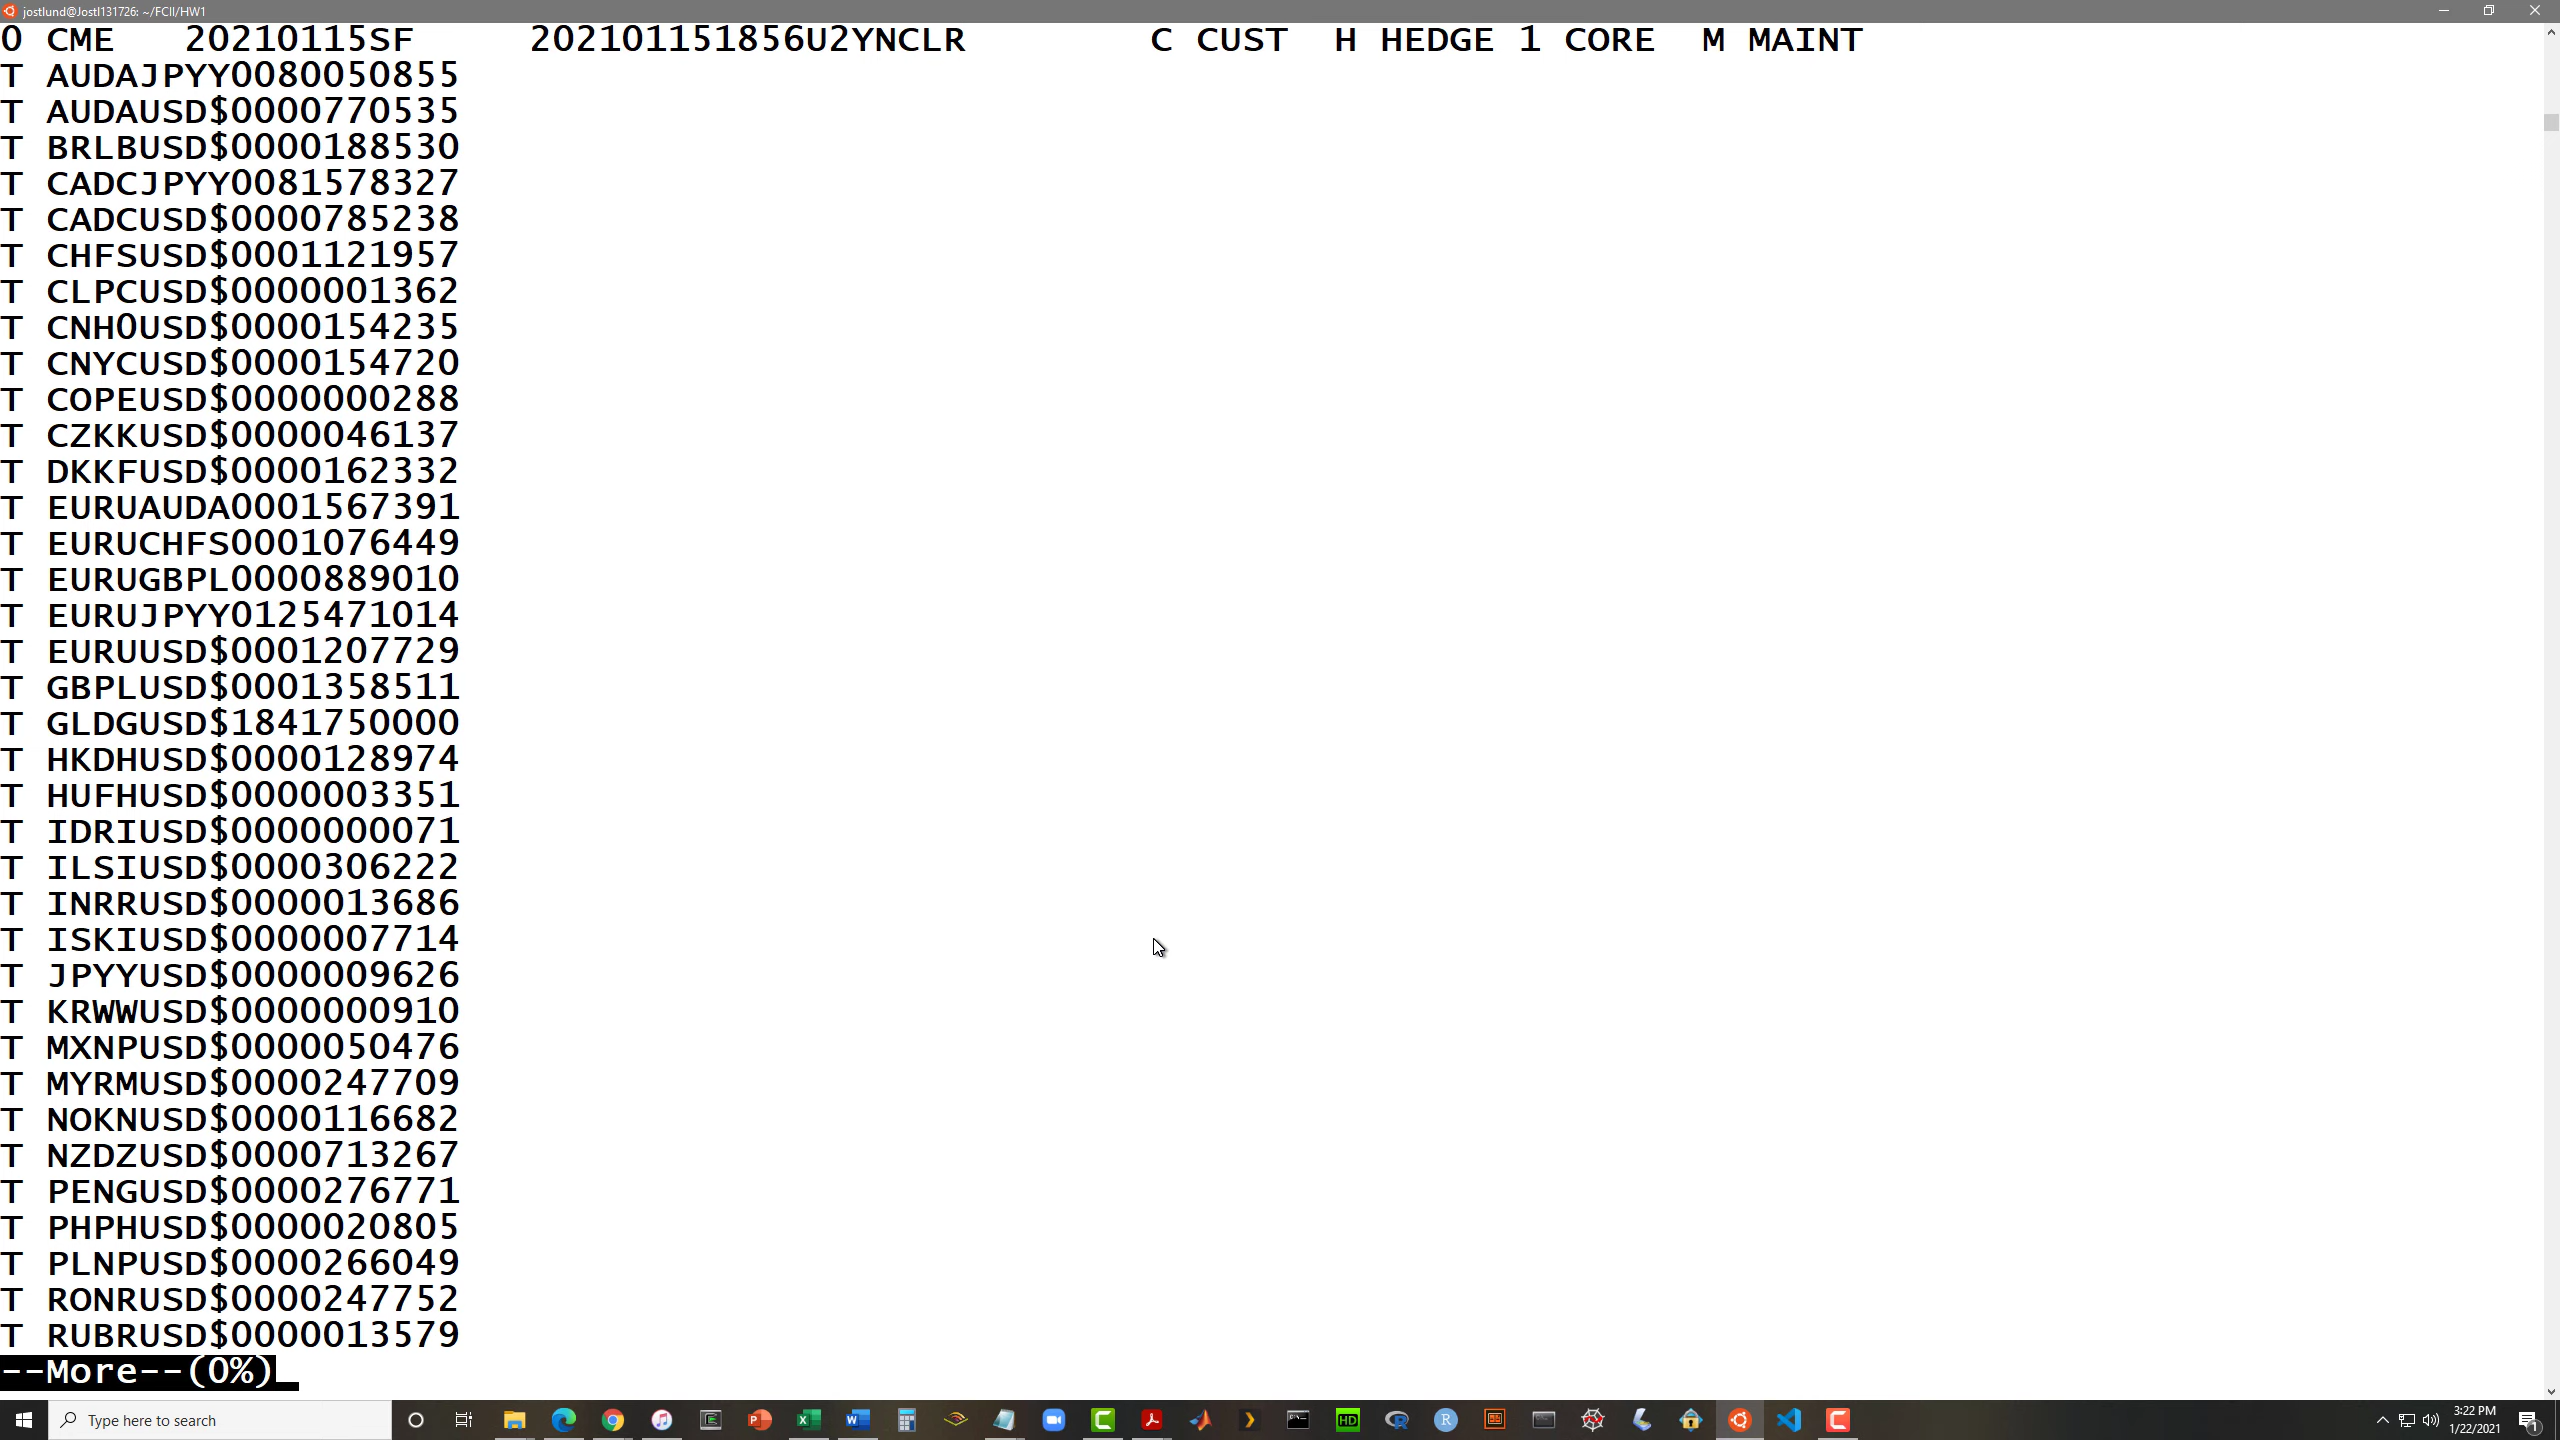 jostlund@Jostl131726: ~/FCII/HW1
0 CME   20210115SF     202101151856U2YNCLR        C CUST  H HEDGE 1 CORE  M MAINT
T AUDAJPYY0080050855
T AUDAUSD$0000770535
T BRLBUSD$0000188530
T CADCJPYY0081578327
T CADCUSD$0000785238
T CHFSUSD$0001121957
T CLPCUSD$0000001362
T CNH0USD$0000154235
T CNYCUSD$0000154720
T COPEUSD$0000000288
T CZKKUSD$0000046137
T DKKFUSD$0000162332
T EURUAUDA0001567391
T EURUCHFS0001076449
T EURUGBPL0000889010
T EURUJPYY0125471014
T EURUUSD$0001207729
T GBPLUSD$0001358511
T GLDGUSD$1841750000
T HKDHUSD$0000128974
T HUFHUSD$0000003351
T IDRIUSD$0000000071
T ILSIUSD$0000306222
T INRRUSD$0000013686
T ISKIUSD$0000007714
T JPYYUSD$0000009626
T KRWWUSD$0000000910
T MXNPUSD$0000050476
T MYRMUSD$0000247709
T NOKNUSD$0000116682
T NZDZUSD$0000713267
T PENGUSD$0000276771
T PHPHUSD$0000020805
T PLNPUSD$0000266049
T RONRUSD$0000247752
T RUBRUSD$0000013579
--More--(0%)
Type here to search
3:22 PM
1/22/2021